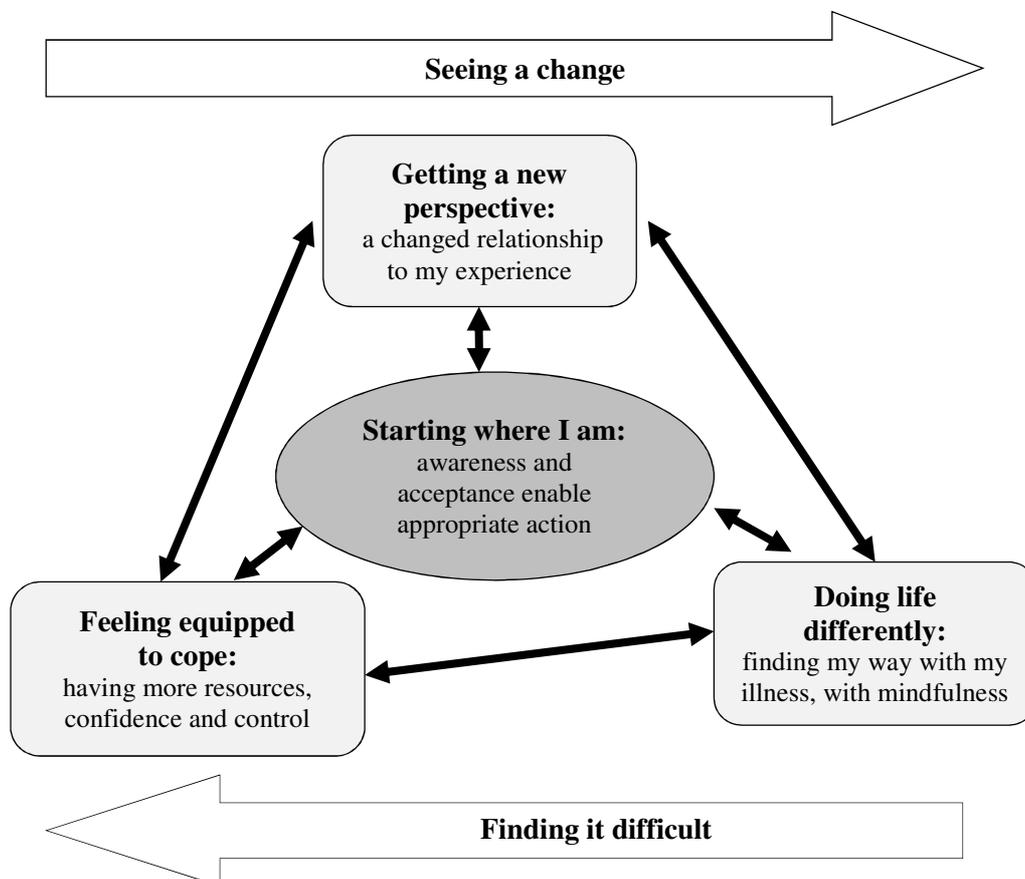 Seeing a change
Getting a new
perspective:
a changed relationship
to my experience
Starting where I am:
awareness and
acceptance enable
appropriate action
Feeling equipped
to cope:
having more resources,
confidence and control
Doing life
differently:
finding my way with my
illness, with mindfulness
Finding it difficult